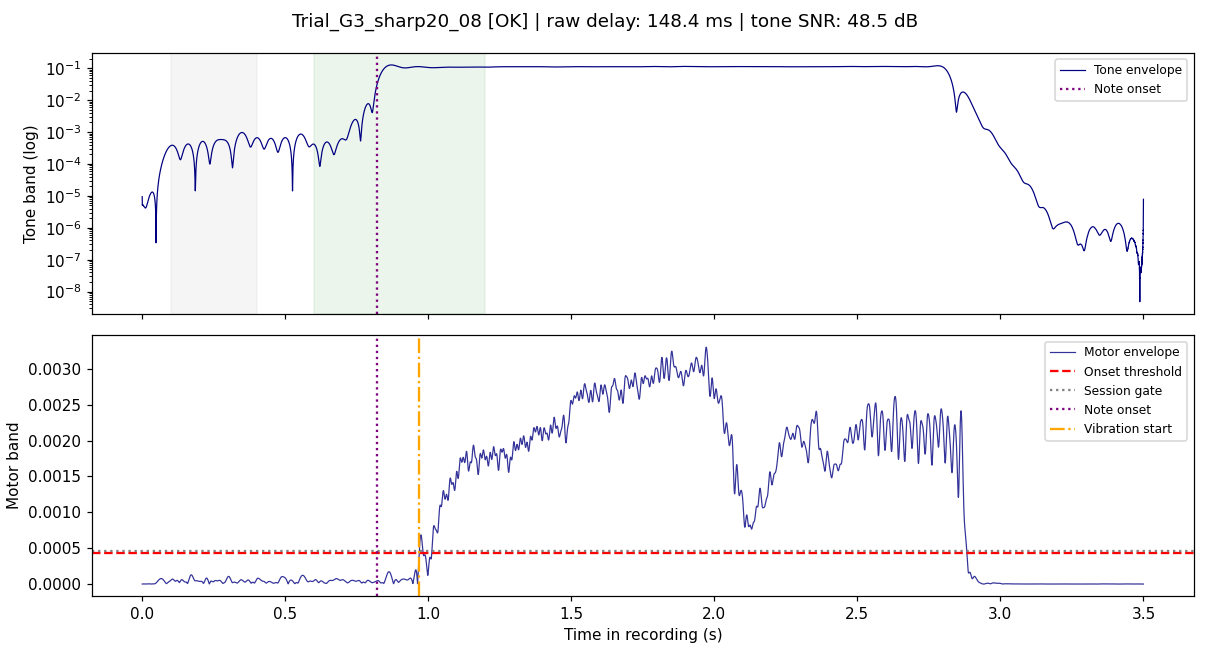 Trial_G3_sharp20_08 [OK] | raw delay: 148.4 ms | tone SNR: 48.5 dB
Tone band (log)
10⁻¹
10⁻²
10⁻³
10⁻⁴
10⁻⁵
10⁻⁶
10⁻⁷
10⁻⁸
Tone envelope
Note onset
Motor band
0.0030
0.0025
0.0020
0.0015
0.0010
0.0005
0.0000
Motor envelope
Onset threshold
Session gate
Note onset
Vibration start
0.0 0.5 1.0 1.5 2.0 2.5 3.0 3.5
Time in recording (s)